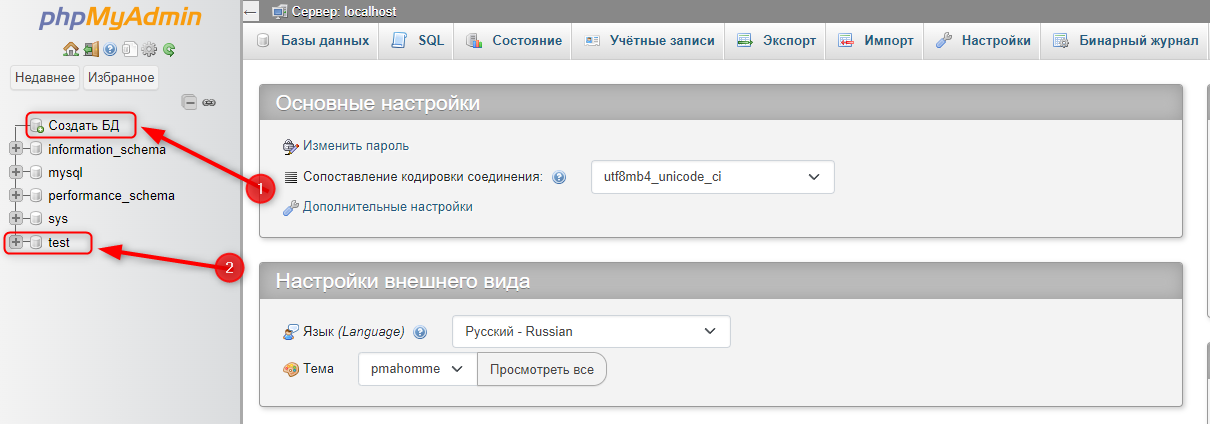 phpMyAdmin
Недавнее Избранное
Создать БД
information_schema
mysql
performance_schema
sys
test
1
2
Сервер: localhost
Базы данных SQL Состояние Учётные записи Экспорт Импорт Настройки Бинарный журнал
Основные настройки
Изменить пароль
Сопоставление кодировки соединения: utf8mb4_unicode_ci
Дополнительные настройки
Настройки внешнего вида
Язык (Language) Русский - Russian
Тема pmahomme Просмотреть все